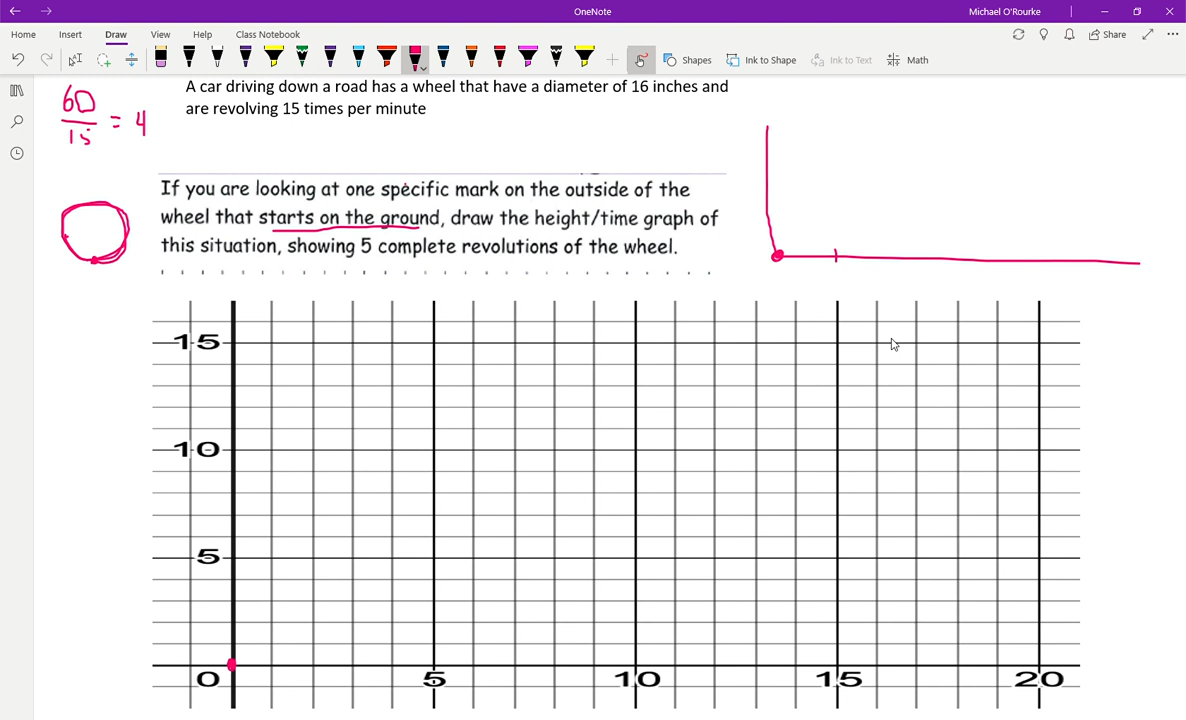 OneNote
Michael O'Rourke
Home Insert Draw View Help Class Notebook
Share
Shapes Ink to Shape Ink to Text Math
A car driving down a road has a wheel that have a diameter of 16 inches and
are revolving 15 times per minute
60
15 = 4
If you are looking at one specific mark on the outside of the
wheel that starts on the ground, draw the height/time graph of
this situation, showing 5 complete revolutions of the wheel.
15
10
5
0 5 10 15 20